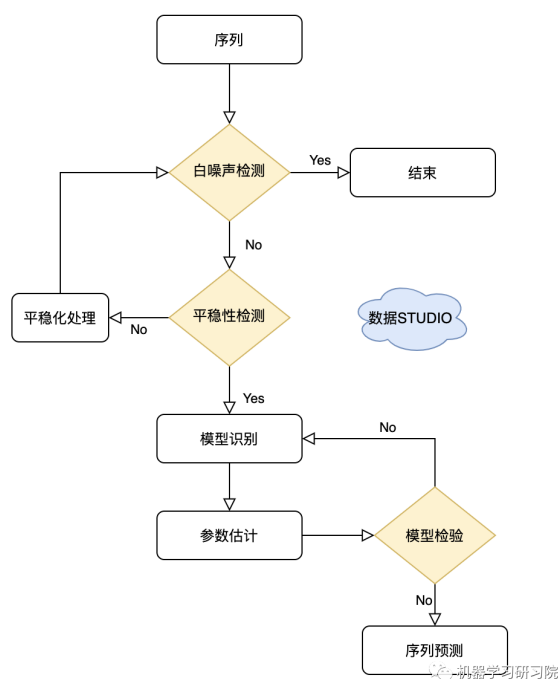 序列
白噪声检测
Yes
结束
No
平稳化处理
No
平稳性检测
数据STUDIO
Yes
模型识别
No
参数估计
模型检验
No
序列预测
机器学习研习院